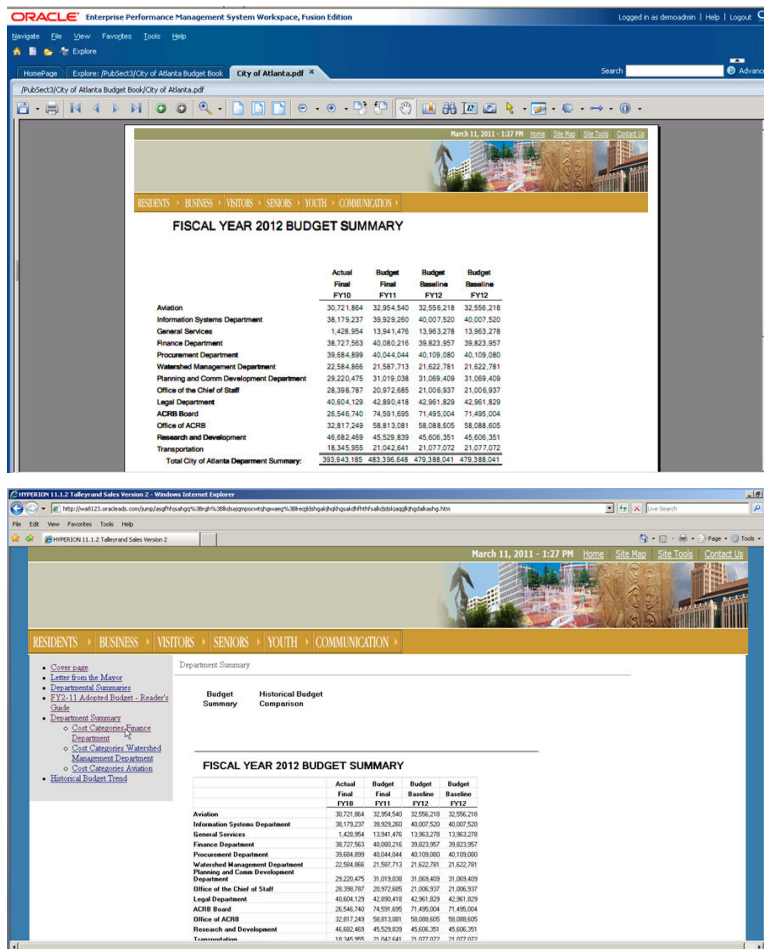 ORACLE Enterprise Performance Management System Workspace, Fusion Edition
Logged in as demoadmin | Help | Logout
Navigate File View Favorites Tools Help
Explore
HomePage Explore: /PubSect3/City of Atlanta Budget Book City of Atlanta.pdf × Search Advanc
/PubSect3/City of Atlanta Budget Book/City of Atlanta.pdf
March 11, 2011 - 1:27 PM Home Site Map Site Tools Contact Us
RESIDENTS BUSINESS VISITORS SENIORS YOUTH COMMUNICATION
FISCAL YEAR 2012 BUDGET SUMMARY
Actual Budget Budget Budget
Final Final Baseline Baseline
FY10 FY11 FY12 FY12
Aviation 30,721,864 32,954,540 32,556,218 32,556,218
Information Systems Department 38,179,237 39,929,260 40,007,520 40,007,520
General Services 1,428,954 13,941,476 13,963,278 13,963,278
Finance Department 38,727,563 40,080,216 39,823,957 39,823,957
Procurement Department 39,684,899 40,044,044 40,109,080 40,109,080
Watershed Management Department 22,584,866 21,587,713 21,622,781 21,622,781
Planning and Comm Development Department 29,220,475 31,019,038 31,069,409 31,069,409
Office of the Chief of Staff 28,398,787 20,972,685 21,006,937 21,006,937
Legal Department 40,604,129 42,890,418 42,961,829 42,961,829
ACRB Board 26,546,740 74,591,695 71,495,004 71,495,004
Office of ACRB 32,817,249 58,813,081 58,088,605 58,088,605
Research and Development 46,682,469 45,529,839 45,606,351 45,606,351
Transportation 18,345,955 21,042,641 21,077,072 21,077,072
Total City of Atlanta Deparment Summary: 393,943,185 483,396,648 479,388,041 479,388,041
HYPERION 11.1.2 Talleyrand Sales Version 2 - Windows Internet Explorer
Live Search
File Edit View Favorites Tools Help
HYPERION 11.1.2 Talleyrand Sales Version 2 Page Tools
March 11, 2011 - 1:27 PM Home Site Map Site Tools Contact Us
RESIDENTS BUSINESS VISITORS SENIORS YOUTH COMMUNICATION
Cover page
Letter from the Mayor
Departmental Summaries
FY2-11 Adopted Budget - Reader's
Guide
Department Summary
Cost Categories Finance
Department
Cost Categories Watershed
Management Department
Cost Categories Aviation
Historical Budget Trend
Department Summary
Budget Historical Budget
Summary Comparison
FISCAL YEAR 2012 BUDGET SUMMARY
Actual Budget Budget Budget
Final Final Baseline Baseline
FY10 FY11 FY12 FY12
Aviation 30,721,864 32,954,540 32,556,218 32,556,218
Information Systems Department 38,179,237 39,929,260 40,007,520 40,007,520
General Services 1,428,954 13,941,476 13,963,278 13,963,278
Finance Department 38,727,563 40,080,216 39,823,957 39,823,957
Procurement Department 39,684,899 40,044,044 40,109,080 40,109,080
Watershed Management Department 22,584,866 21,587,713 21,622,781 21,622,781
Planning and Comm Development
Department 29,220,475 31,019,038 31,069,409 31,069,409
Office of the Chief of Staff 28,398,787 20,972,685 21,006,937 21,006,937
Legal Department 40,604,129 42,890,418 42,961,829 42,961,829
ACRB Board 26,546,740 74,591,695 71,495,004 71,495,004
Office of ACRB 32,817,249 58,813,081 58,088,605 58,088,605
Research and Development 46,682,469 45,529,839 45,606,351 45,606,351
Transportation 18,345,955 21,042,641 21,077,072 21,077,072